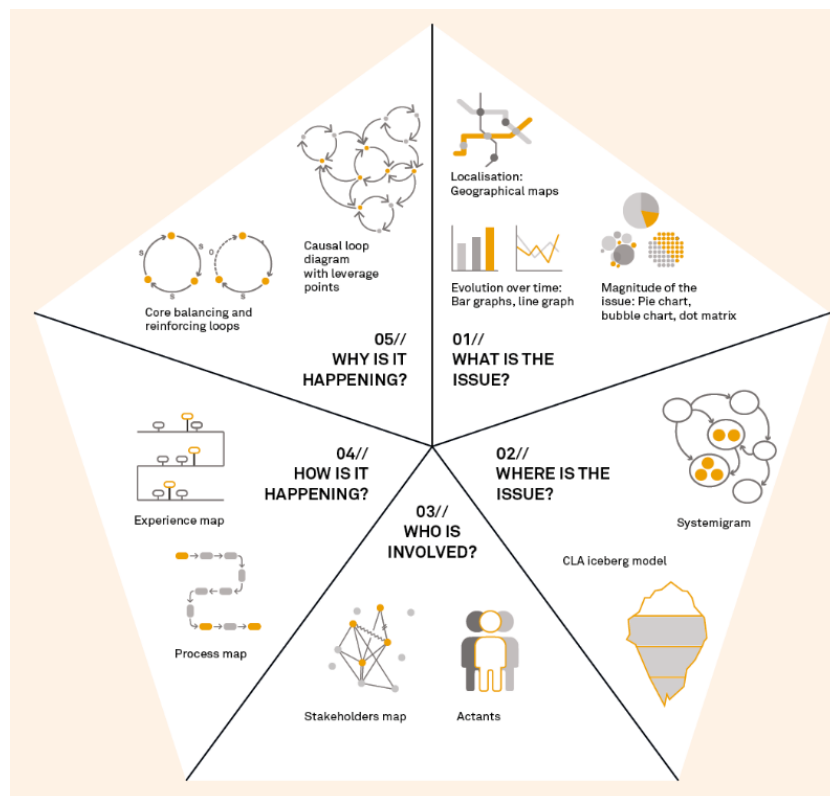 Localisation:
Geographical maps
Evolution over time:
Bar graphs, line graph
Magnitude of the
issue: Pie chart,
bubble chart, dot matrix
01//
WHAT IS THE
ISSUE?
02//
WHERE IS THE
ISSUE?
Systemigram
CLA iceberg model
03//
WHO IS
INVOLVED?
Stakeholders map
Actants
04//
HOW IS IT
HAPPENING?
Experience map
Process map
05//
WHY IS IT
HAPPENING?
Causal loop
diagram
with leverage
points
S
S
S
O
S
Core balancing and
reinforcing loops